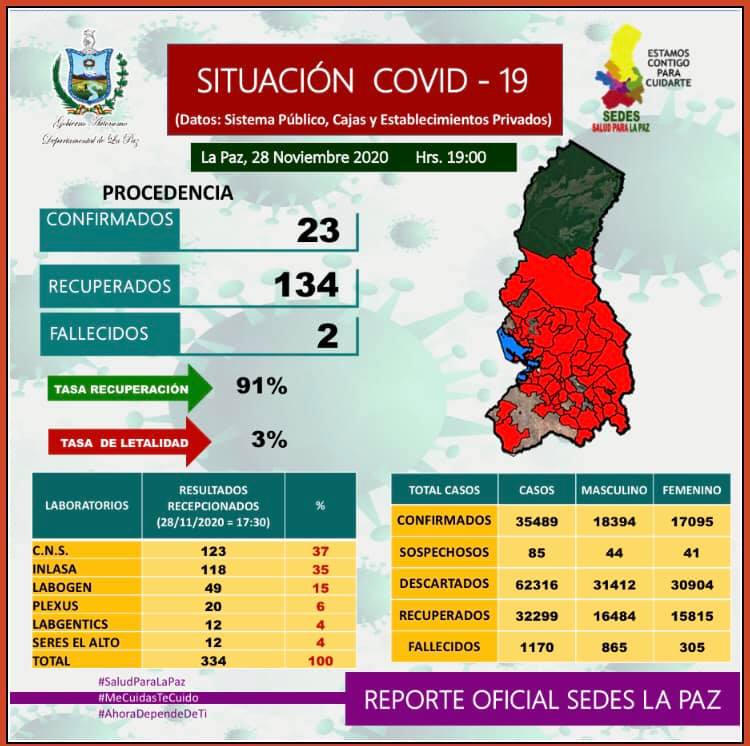 Gobierno Autónomo
Departamental de La Paz
SITUACIÓN COVID - 19
(Datos: Sistema Público, Cajas y Establecimientos Privados)
ESTAMOS
CONTIGO
PARA
CUIDARTE
SEDES
SALUD PARA LA PAZ
La Paz, 28 Noviembre 2020 Hrs. 19:00
PROCEDENCIA
CONFIRMADOS 23
RECUPERADOS 134
FALLECIDOS 2
TASA RECUPERACIÓN 91%
TASA DE LETALIDAD 3%
LABORATORIOS RESULTADOS RECEPCIONADOS (28/11/2020 = 17:30) %
C.N.S. 123 37
INLASA 118 35
LABOGEN 49 15
PLEXUS 20 6
LABGENTICS 12 4
SERES EL ALTO 12 4
TOTAL 334 100
TOTAL CASOS CASOS MASCULINO FEMENINO
CONFIRMADOS 35489 18394 17095
SOSPECHOSOS 85 44 41
DESCARTADOS 62316 31412 30904
RECUPERADOS 32299 16484 15815
FALLECIDOS 1170 865 305
#SaludParaLaPaz
#MeCuidasTeCuido
#AhoraDependeDeTi
REPORTE OFICIAL SEDES LA PAZ